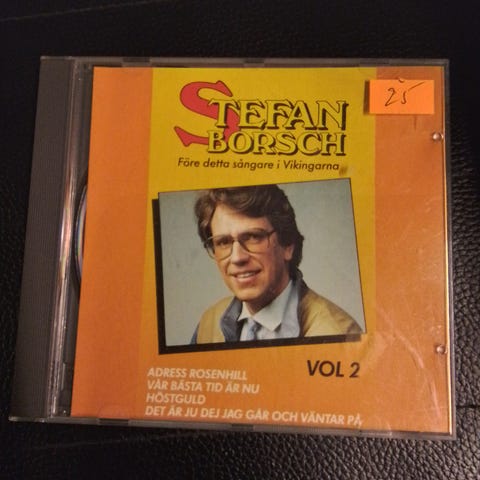 25
STEFAN
BORSCH
Före detta sångare i Vikingarna
VOL 2
ADRESS ROSENHILL
VÅR BÄSTA TID ÄR NU
HÖSTGULD
DET ÄR JU DEJ JAG GÅR OCH VÄNTAR PÅ